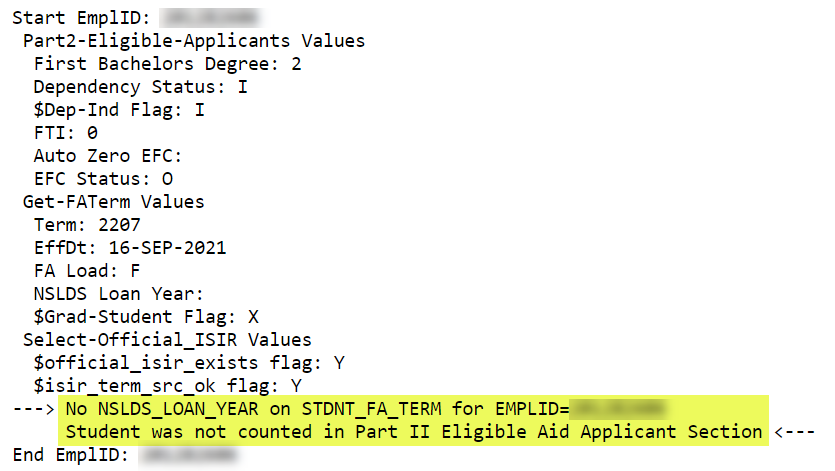 Start EmplID:
Part2-Eligible-Applicants Values
First Bachelors Degree: 2
Dependency Status: I
$Dep-Ind Flag: I
FTI: 0
Auto Zero EFC:
EFC Status: O
Get-FATerm Values
Term: 2207
EffDt: 16-SEP-2021
FA Load: F
NSLDS Loan Year:
$Grad-Student Flag: X
Select-Official_ISIR Values
$official_isir_exists flag: Y
$isir_term_src_ok flag: Y
---> No NSLDS_LOAN_YEAR on STDNT_FA_TERM for EMPLID=
Student was not counted in Part II Eligible Aid Applicant Section <---
End EmplID: